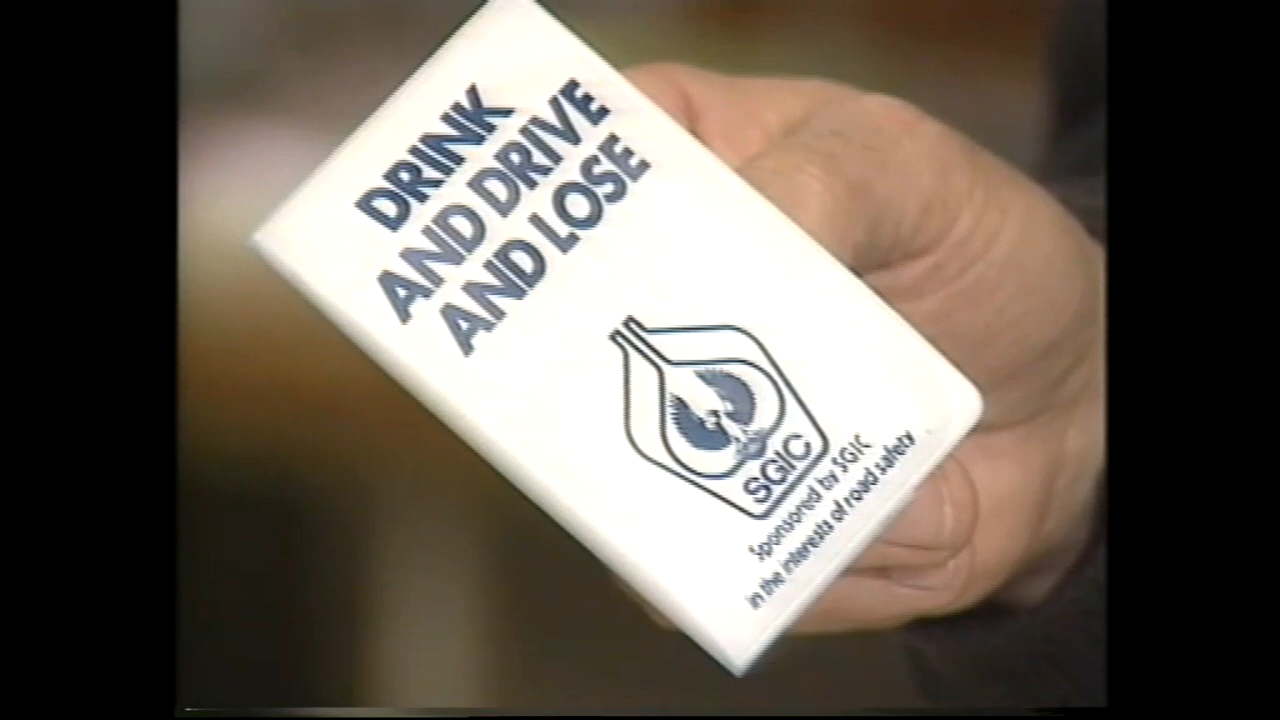 DRINK
AND DRIVE
AND LOSE
SGIC
Sponsored by SGIC
in the interests of road safety